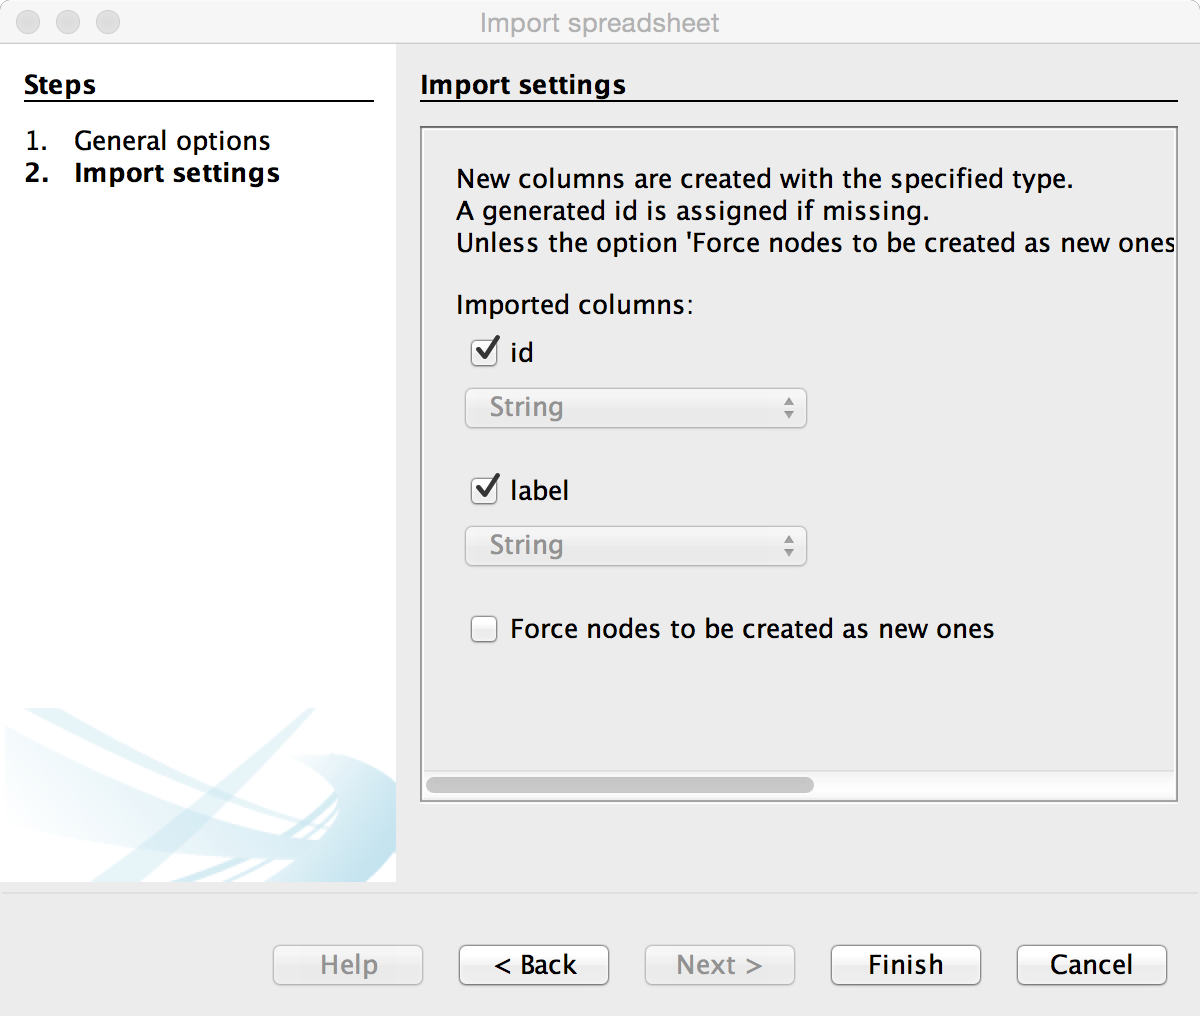 Import spreadsheet
Steps
1. General options
2. Import settings
Import settings
New columns are created with the specified type.
A generated id is assigned if missing.
Unless the option 'Force nodes to be created as new ones
Imported columns:
id
String
label
String
Force nodes to be created as new ones
Help
< Back
Next >
Finish
Cancel